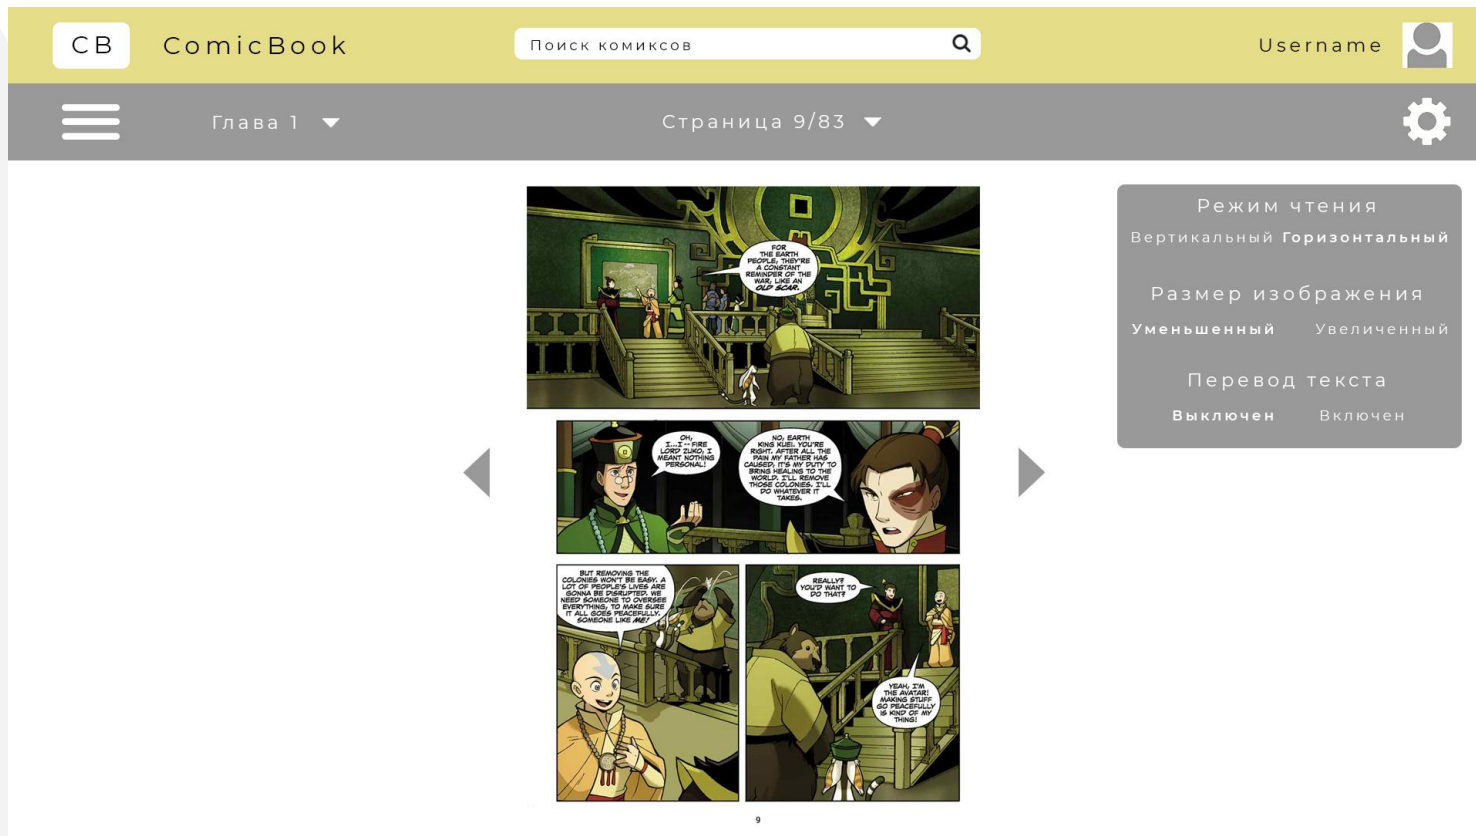 CB ComicBook Поиск комиксов Username
Глава 1 Страница 9/83
Режим чтения
Вертикальный Горизонтальный
Размер изображения
Уменьшенный Увеличенный
Перевод текста
Выключен Включен
FOR
THE EARTH
PEOPLE, THEY'RE
A CONSTANT
REMINDER OF THE
WAR, LIKE AN
OLD SCAR.
OH,
I...I -- FIRE
LORD ZUKO, I
MEANT NOTHING
PERSONAL!
NO, EARTH
KING KUEI. YOU'RE
RIGHT. AFTER ALL THE
PAIN MY FATHER HAS
CAUSED, IT'S MY DUTY TO
BRING HEALING TO THE
WORLD. I'LL REMOVE
THOSE COLONIES. I'LL
DO WHATEVER IT
TAKES.
BUT REMOVING THE
COLONIES WON'T BE EASY. A
LOT OF PEOPLE'S LIVES ARE
GONNA BE DISRUPTED. WE
NEED SOMEONE TO OVERSEE
EVERYTHING, TO MAKE SURE
IT ALL GOES PEACEFULLY.
SOMEONE LIKE ME!
REALLY?
YOU'D WANT TO
DO THAT?
YEAH, I'M
THE AVATAR!
MAKING STUFF
GO PEACEFULLY
IS KIND OF MY
THING!
9